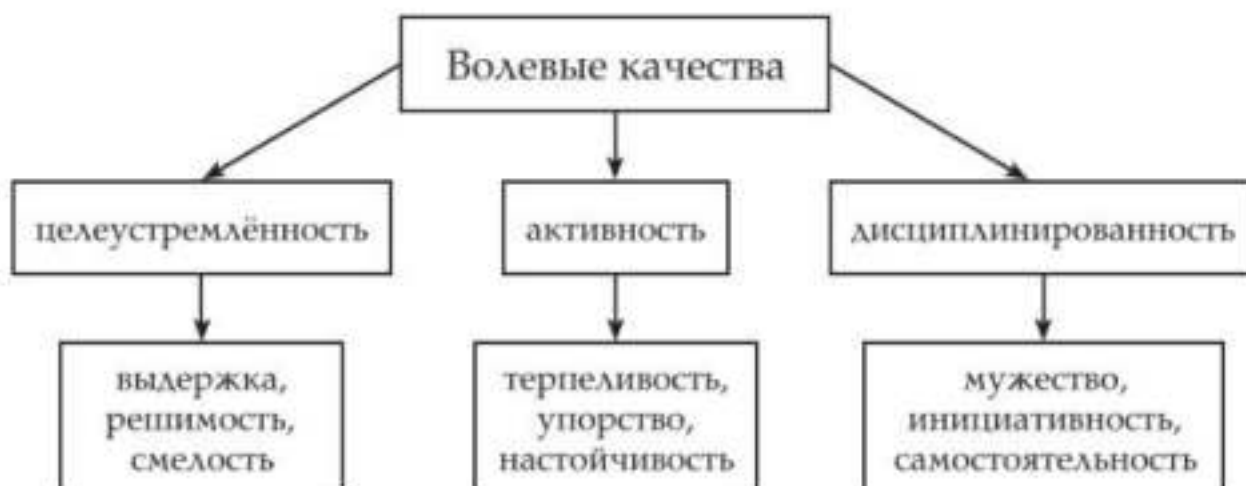 Волевые качества
целеустремлённость
активность
дисциплинированность
выдержка,
решимость,
смелость
терпеливость,
упорство,
настойчивость
мужество,
инициативность,
самостоятельность